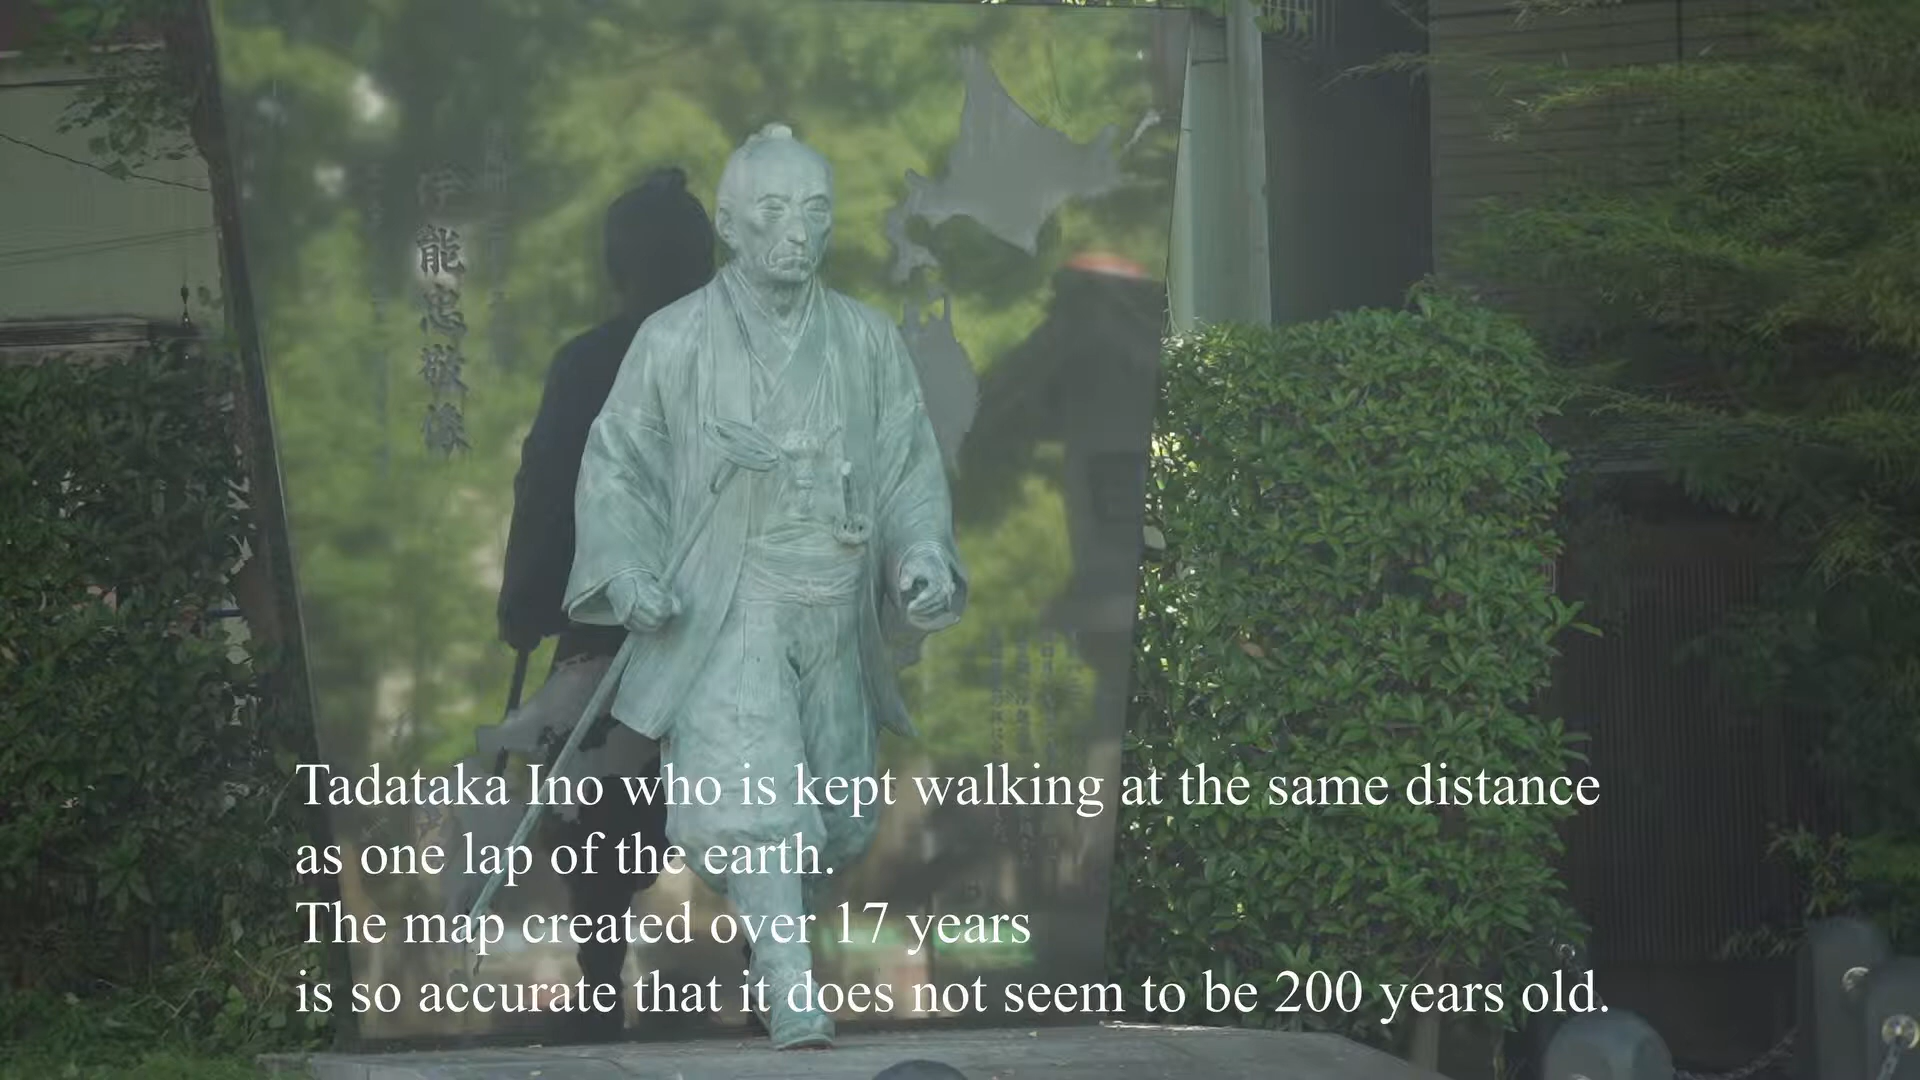 伊能忠敬像
Tadataka Ino who is kept walking at the same distance
as one lap of the earth.
The map created over 17 years
is so accurate that it does not seem to be 200 years old.